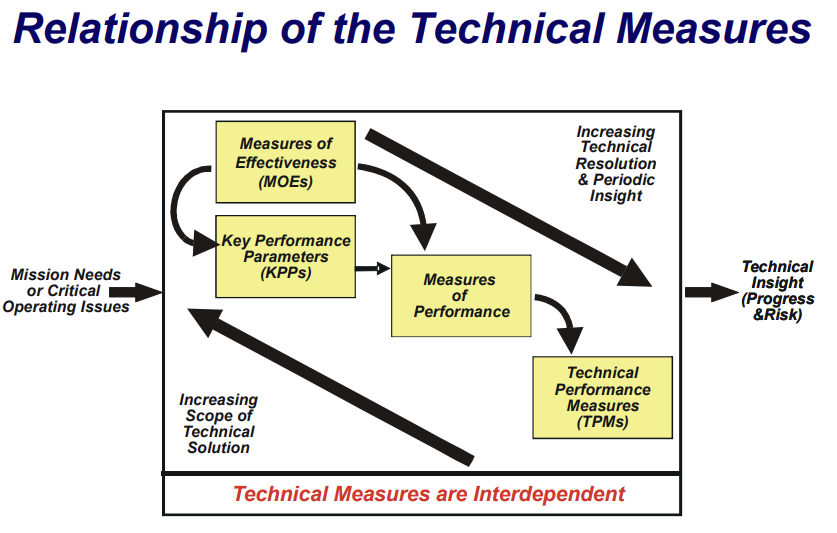 Relationship of the Technical Measures
Measures of
Effectiveness
(MOEs)
Increasing
Technical
Resolution
& Periodic
Insight
Key Performance
Parameters
(KPPs)
Mission Needs
or Critical
Operating Issues
Measures
of
Performance
Technical
Insight
(Progress
&Risk)
Technical
Performance
Measures
(TPMs)
Increasing
Scope of
Technical
Solution
Technical Measures are Interdependent